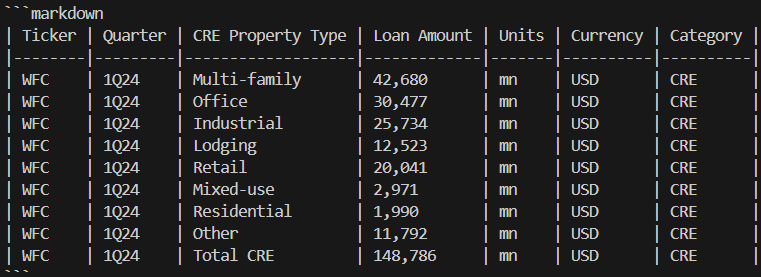 ```markdown
| Ticker | Quarter | CRE Property Type | Loan Amount | Units | Currency | Category |
|--------|---------|-------------------|-------------|-------|----------|----------|
| WFC    | 1Q24    | Multi-family      | 42,680      | mn    | USD      | CRE      |
| WFC    | 1Q24    | Office            | 30,477      | mn    | USD      | CRE      |
| WFC    | 1Q24    | Industrial        | 25,734      | mn    | USD      | CRE      |
| WFC    | 1Q24    | Lodging           | 12,523      | mn    | USD      | CRE      |
| WFC    | 1Q24    | Retail            | 20,041      | mn    | USD      | CRE      |
| WFC    | 1Q24    | Mixed-use         | 2,971       | mn    | USD      | CRE      |
| WFC    | 1Q24    | Residential       | 1,990       | mn    | USD      | CRE      |
| WFC    | 1Q24    | Other             | 11,792      | mn    | USD      | CRE      |
| WFC    | 1Q24    | Total CRE         | 148,786     | mn    | USD      | CRE      |
```